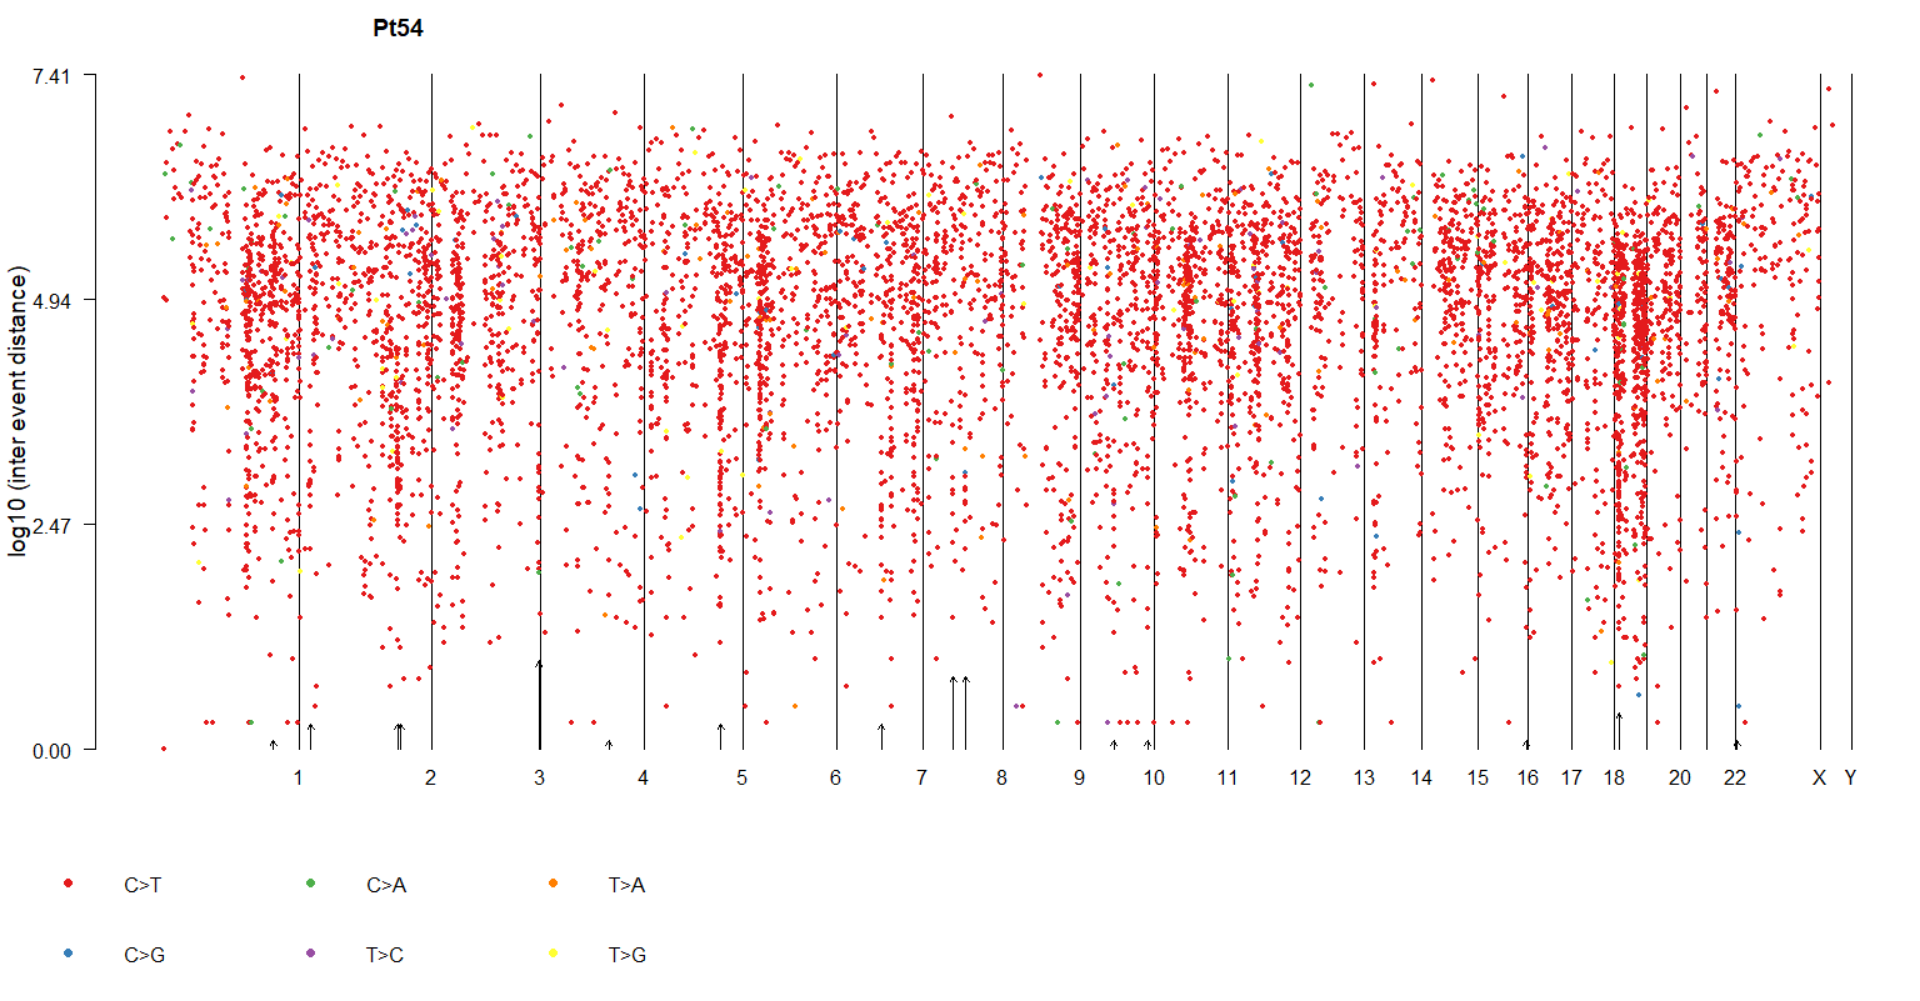 Pt54
7.41
4.94
2.47
0.00
log10 (inter event distance)
1 2 3 4 5 6 7 8 9 10 11 12 13 14 15 16 17 18 20 22 X Y
C>T C>A T>A
C>G T>C T>G